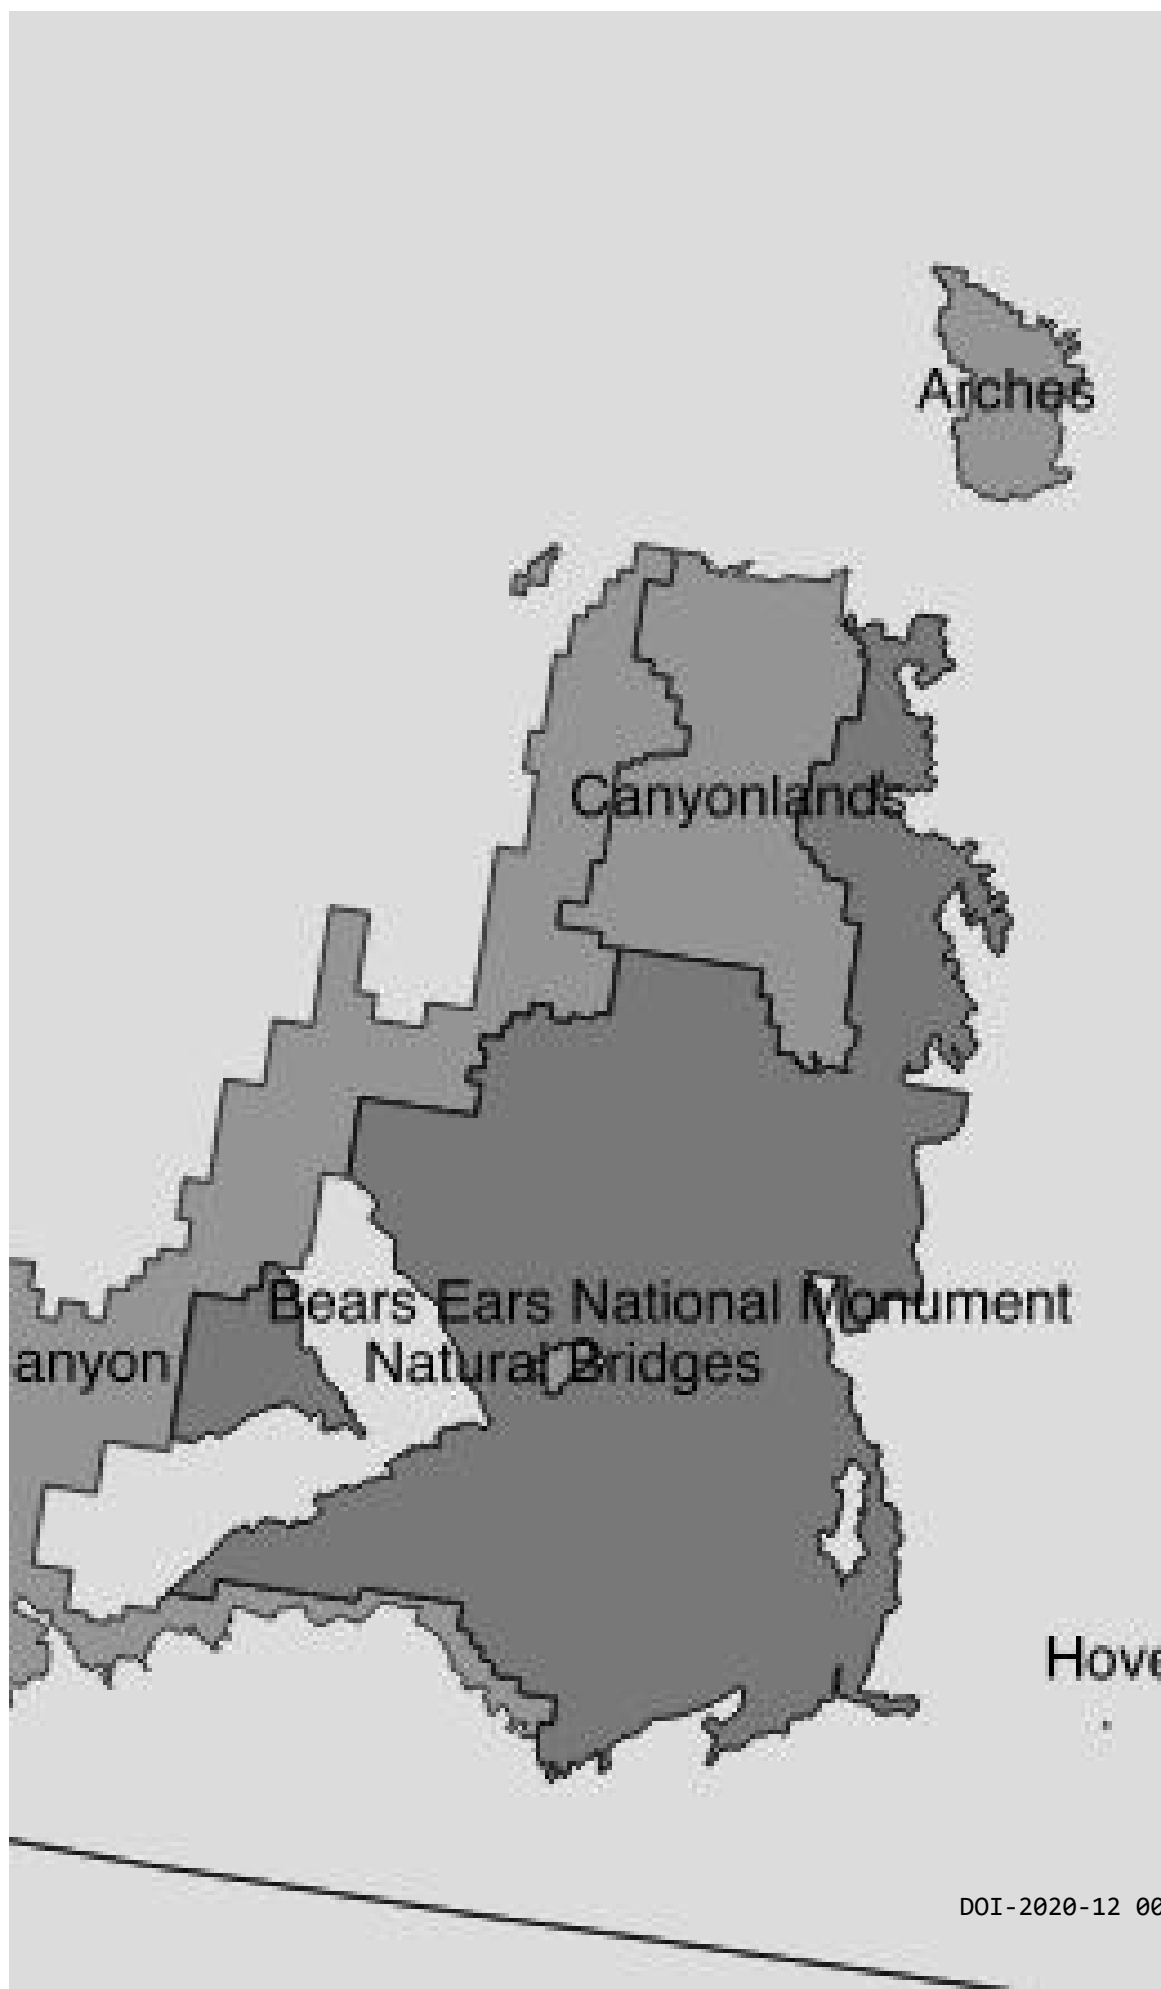 Arches
Canyonlands
Bears Ears National Monument
anyon
Natural Bridges
Hove
DOI-2020-12 00